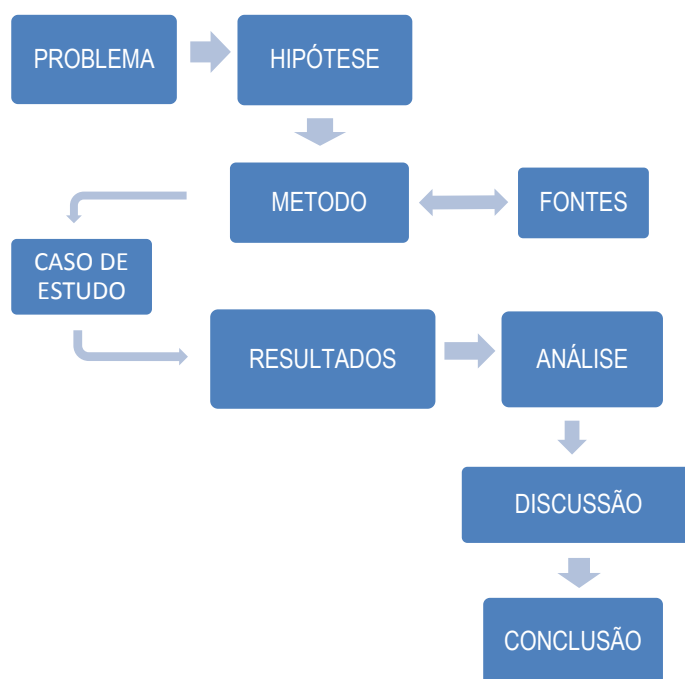 PROBLEMA
HIPÓTESE
METODO
FONTES
CASO DE
ESTUDO
RESULTADOS
ANÁLISE
DISCUSSÃO
CONCLUSÃO